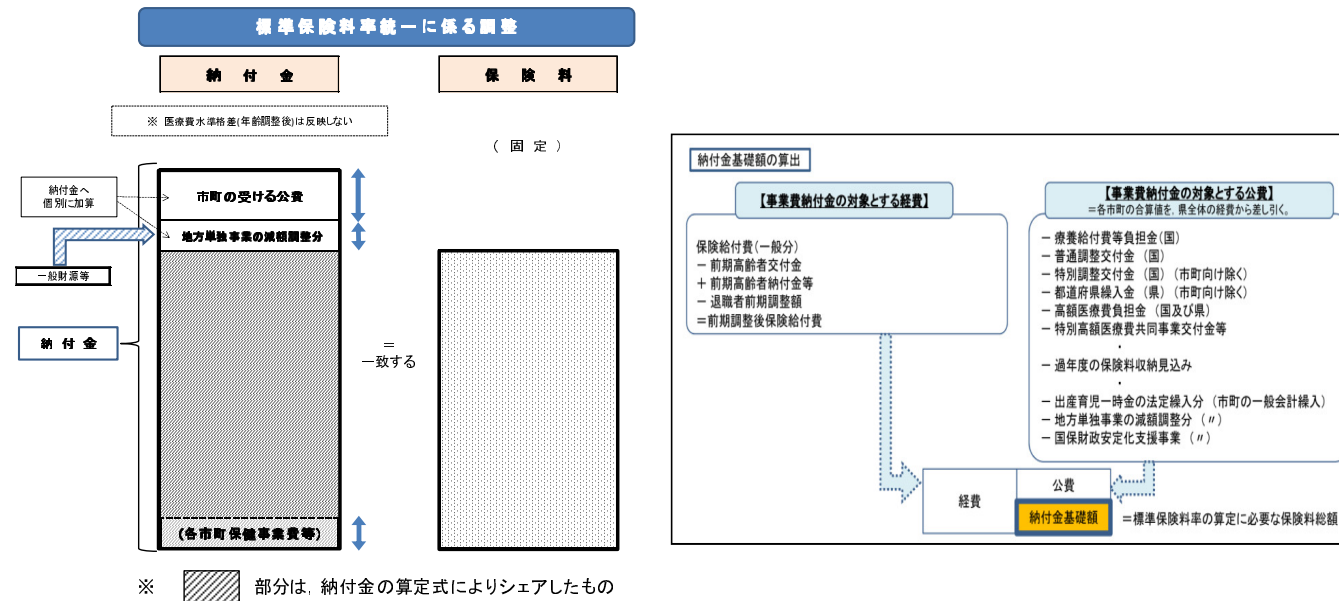 標準保険料率統一に係る調整
納 付 金
保 険 料
※ 医療費水準格差(年齢調整後)は反映しない
( 固 定 )
納付金へ
個別に加算
市町の受ける公費
地方単独事業の減額調整分
一般財源等
納 付 金
=
一致する
(各市町保健事業費等)
※ 部分は, 納付金の算定式によりシェアしたもの
納付金基礎額の算出
【事業費納付金の対象とする経費】
保険給付費(一般分)
− 前期高齢者交付金
+ 前期高齢者納付金等
− 退職者前期調整額
=前期調整後保険給付費
【事業費納付金の対象とする公費】
=各市町の合算値を, 県全体の経費から差し引く。
− 療養給付費等負担金(国)
− 普通調整交付金 (国)
− 特別調整交付金 (国) (市町向け除く)
− 都道府県繰入金 (県) (市町向け除く)
− 高額医療費負担金 (国及び県)
− 特別高額医療費共同事業交付金等
・
− 過年度の保険料収納見込み
・
− 出産育児一時金の法定繰入分 (市町の一般会計繰入)
− 地方単独事業の減額調整分 (〃)
− 国保財政安定化支援事業 (〃)
経費
公費
納付金基礎額
=標準保険料率の算定に必要な保険料総額